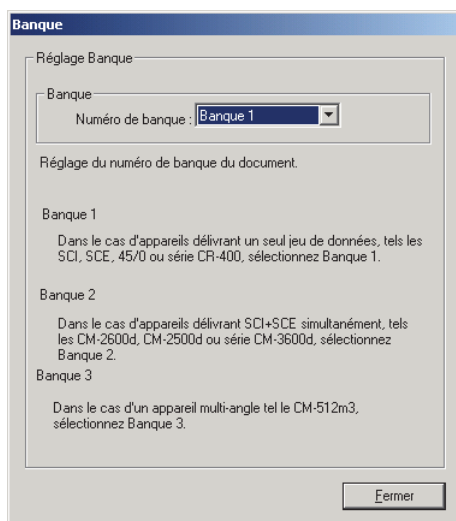 Banque
Réglage Banque
Banque
Numéro de banque : Banque 1
Réglage du numéro de banque du document.
Banque 1
Dans le cas d'appareils délivrant un seul jeu de données, tels les
SCI, SCE, 45/0 ou série CR-400, sélectionnez Banque 1.
Banque 2
Dans le cas d'appareils délivrant SCI+SCE simultanément, tels
les CM-2600d, CM-2500d ou série CM-3600d, sélectionnez
Banque 2.
Banque 3
Dans le cas d'un appareil multi-angle tel le CM-512m3,
sélectionnez Banque 3.
Fermer